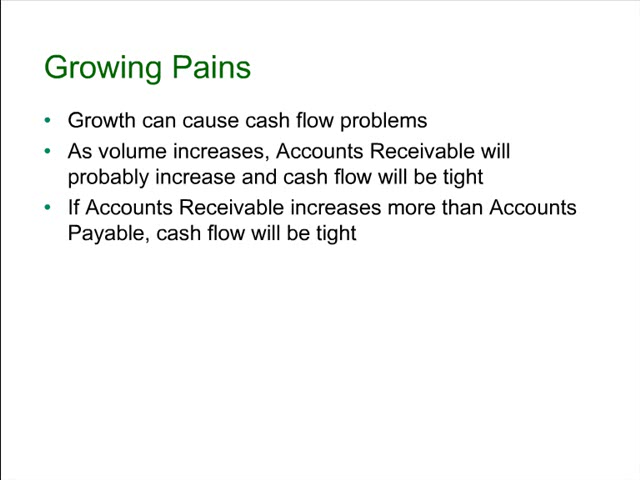 Growing Pains
• Growth can cause cash flow problems
• As volume increases, Accounts Receivable will
probably increase and cash flow will be tight
• If Accounts Receivable increases more than Accounts
Payable, cash flow will be tight